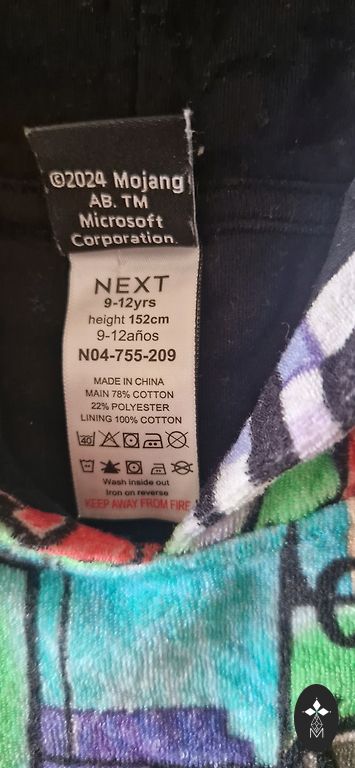 ©2024 Mojang
AB. TM
Microsoft
Corporation.
NEXT
9-12yrs
height 152cm
9-12años
N04-755-209
MADE IN CHINA
MAIN 78% COTTON
22% POLYESTER
LINING 100% COTTON
40
Wash inside out
Iron on reverse
KEEP AWAY FROM FIRE
e
M